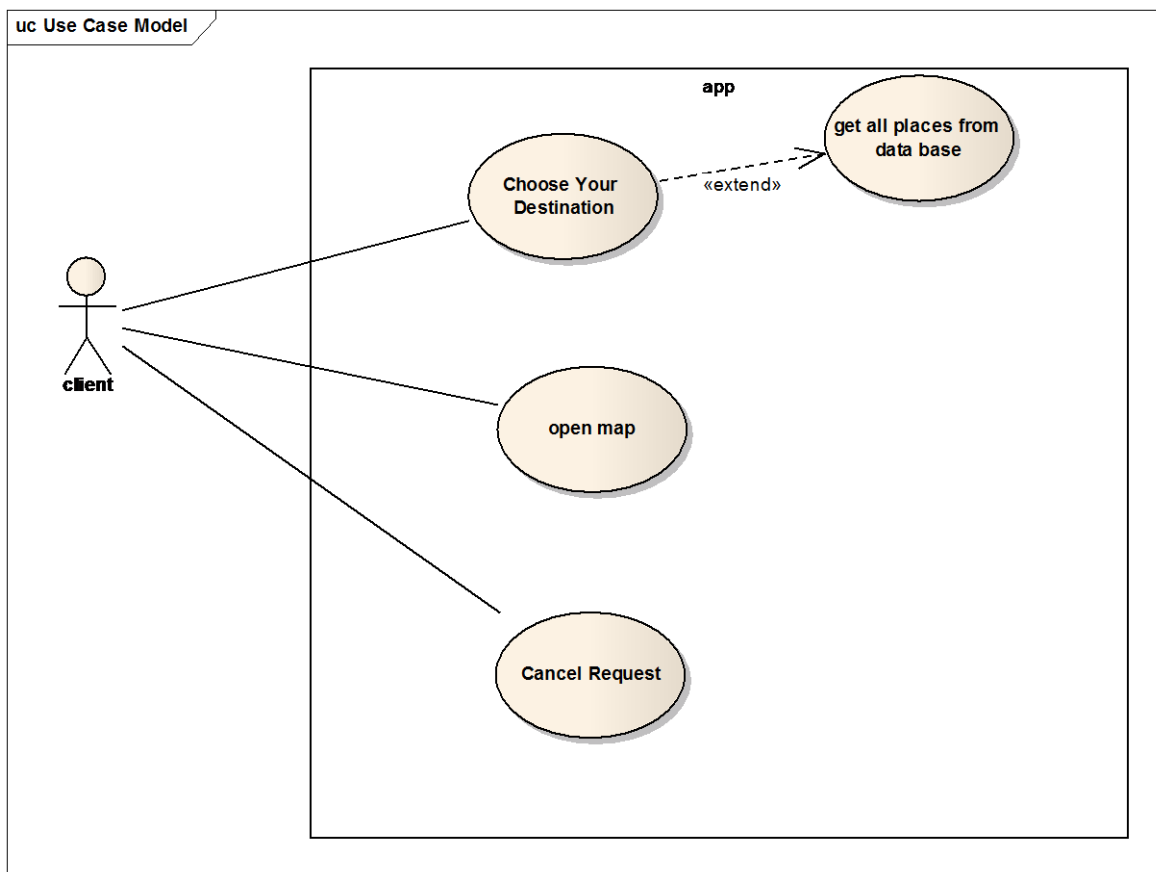 uc Use Case Model
app
get all places from
data base
Choose Your
Destination
«extend»
client
open map
Cancel Request